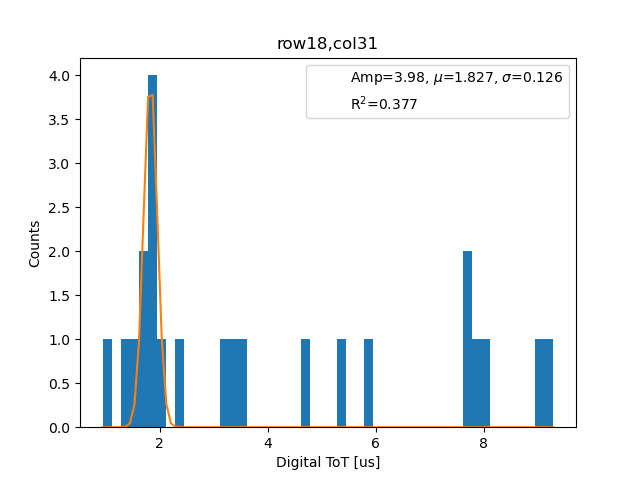 row18,col31
Amp=3.98, μ=1.827, σ=0.126
R²=0.377
4.0
3.5
3.0
2.5
2.0
1.5
1.0
0.5
0.0
Counts
2 4 6 8
Digital ToT [us]